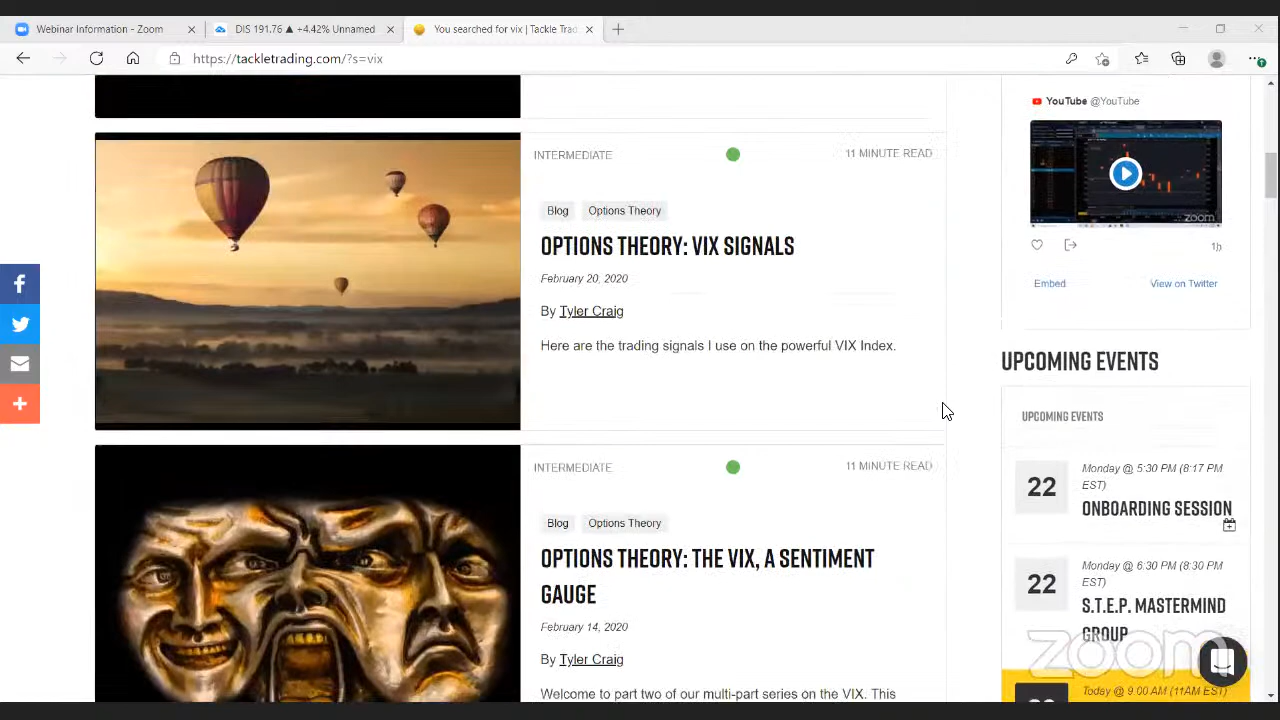 Webinar Information - Zoom
DIS 191.76 ▲ +4.42% Unnamed
You searched for vix | Tackle Trad
https://tackletrading.com/?s=vix
INTERMEDIATE
11 MINUTE READ
Blog
Options Theory
OPTIONS THEORY: VIX SIGNALS
February 20, 2020
By Tyler Craig
Here are the trading signals I use on the powerful VIX Index.
INTERMEDIATE
11 MINUTE READ
Blog
Options Theory
OPTIONS THEORY: THE VIX, A SENTIMENT
GAUGE
February 14, 2020
By Tyler Craig
Welcome to part two of our multi-part series on the VIX. This
YouTube @YouTube
zoom
1h
Embed
View on Twitter
UPCOMING EVENTS
UPCOMING EVENTS
22
Monday @ 5:30 PM (8:17 PM
EST)
ONBOARDING SESSION
22
Monday @ 6:30 PM (8:30 PM
EST)
S.T.E.P. MASTERMIND
GROUP
Today @ 9:00 AM (11AM EST)
zoom